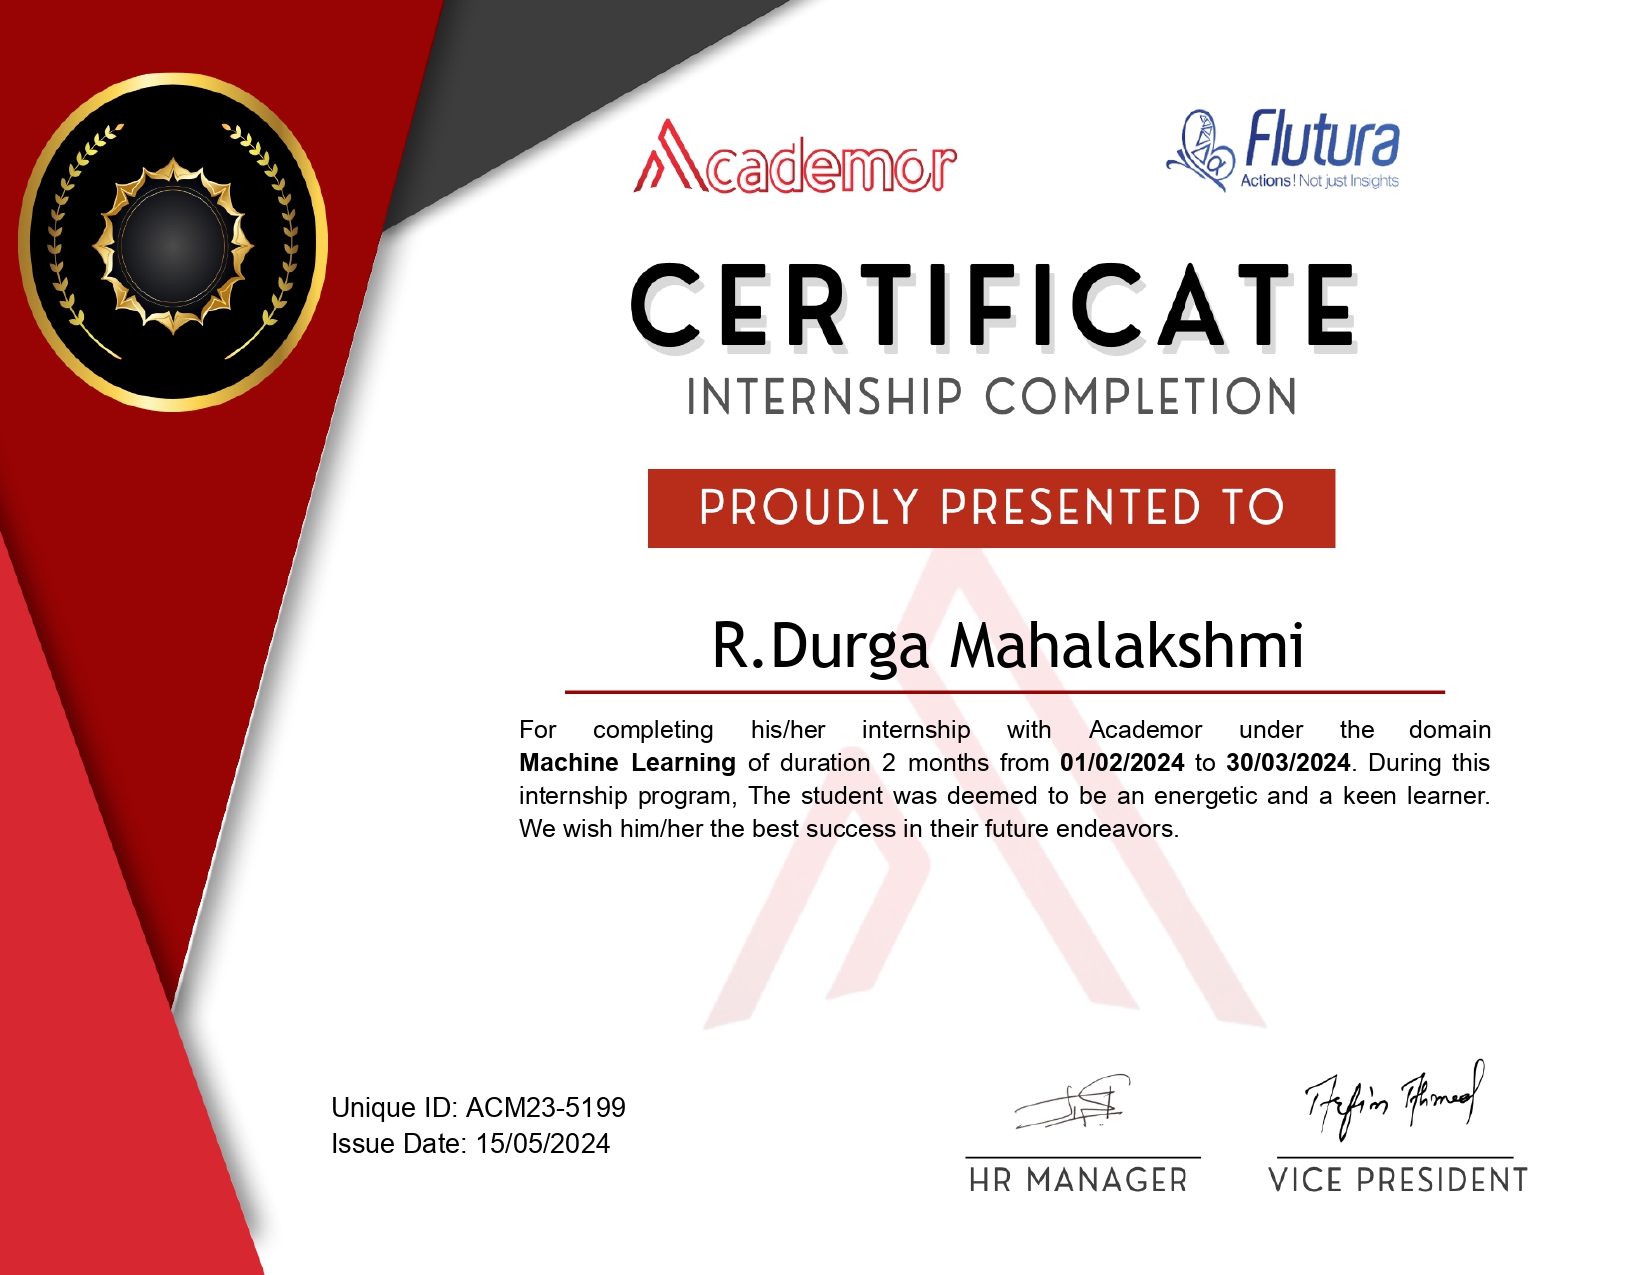 Academor
Flutura
Actions! Not just Insights
CERTIFICATE
INTERNSHIP COMPLETION
PROUDLY PRESENTED TO
R.Durga Mahalakshmi
For completing his/her internship with Academor under the domain
Machine Learning of duration 2 months from 01/02/2024 to 30/03/2024. During this
internship program, The student was deemed to be an energetic and a keen learner.
We wish him/her the best success in their future endeavors.
Unique ID: ACM23-5199
Issue Date: 15/05/2024
HR MANAGER
VICE PRESIDENT